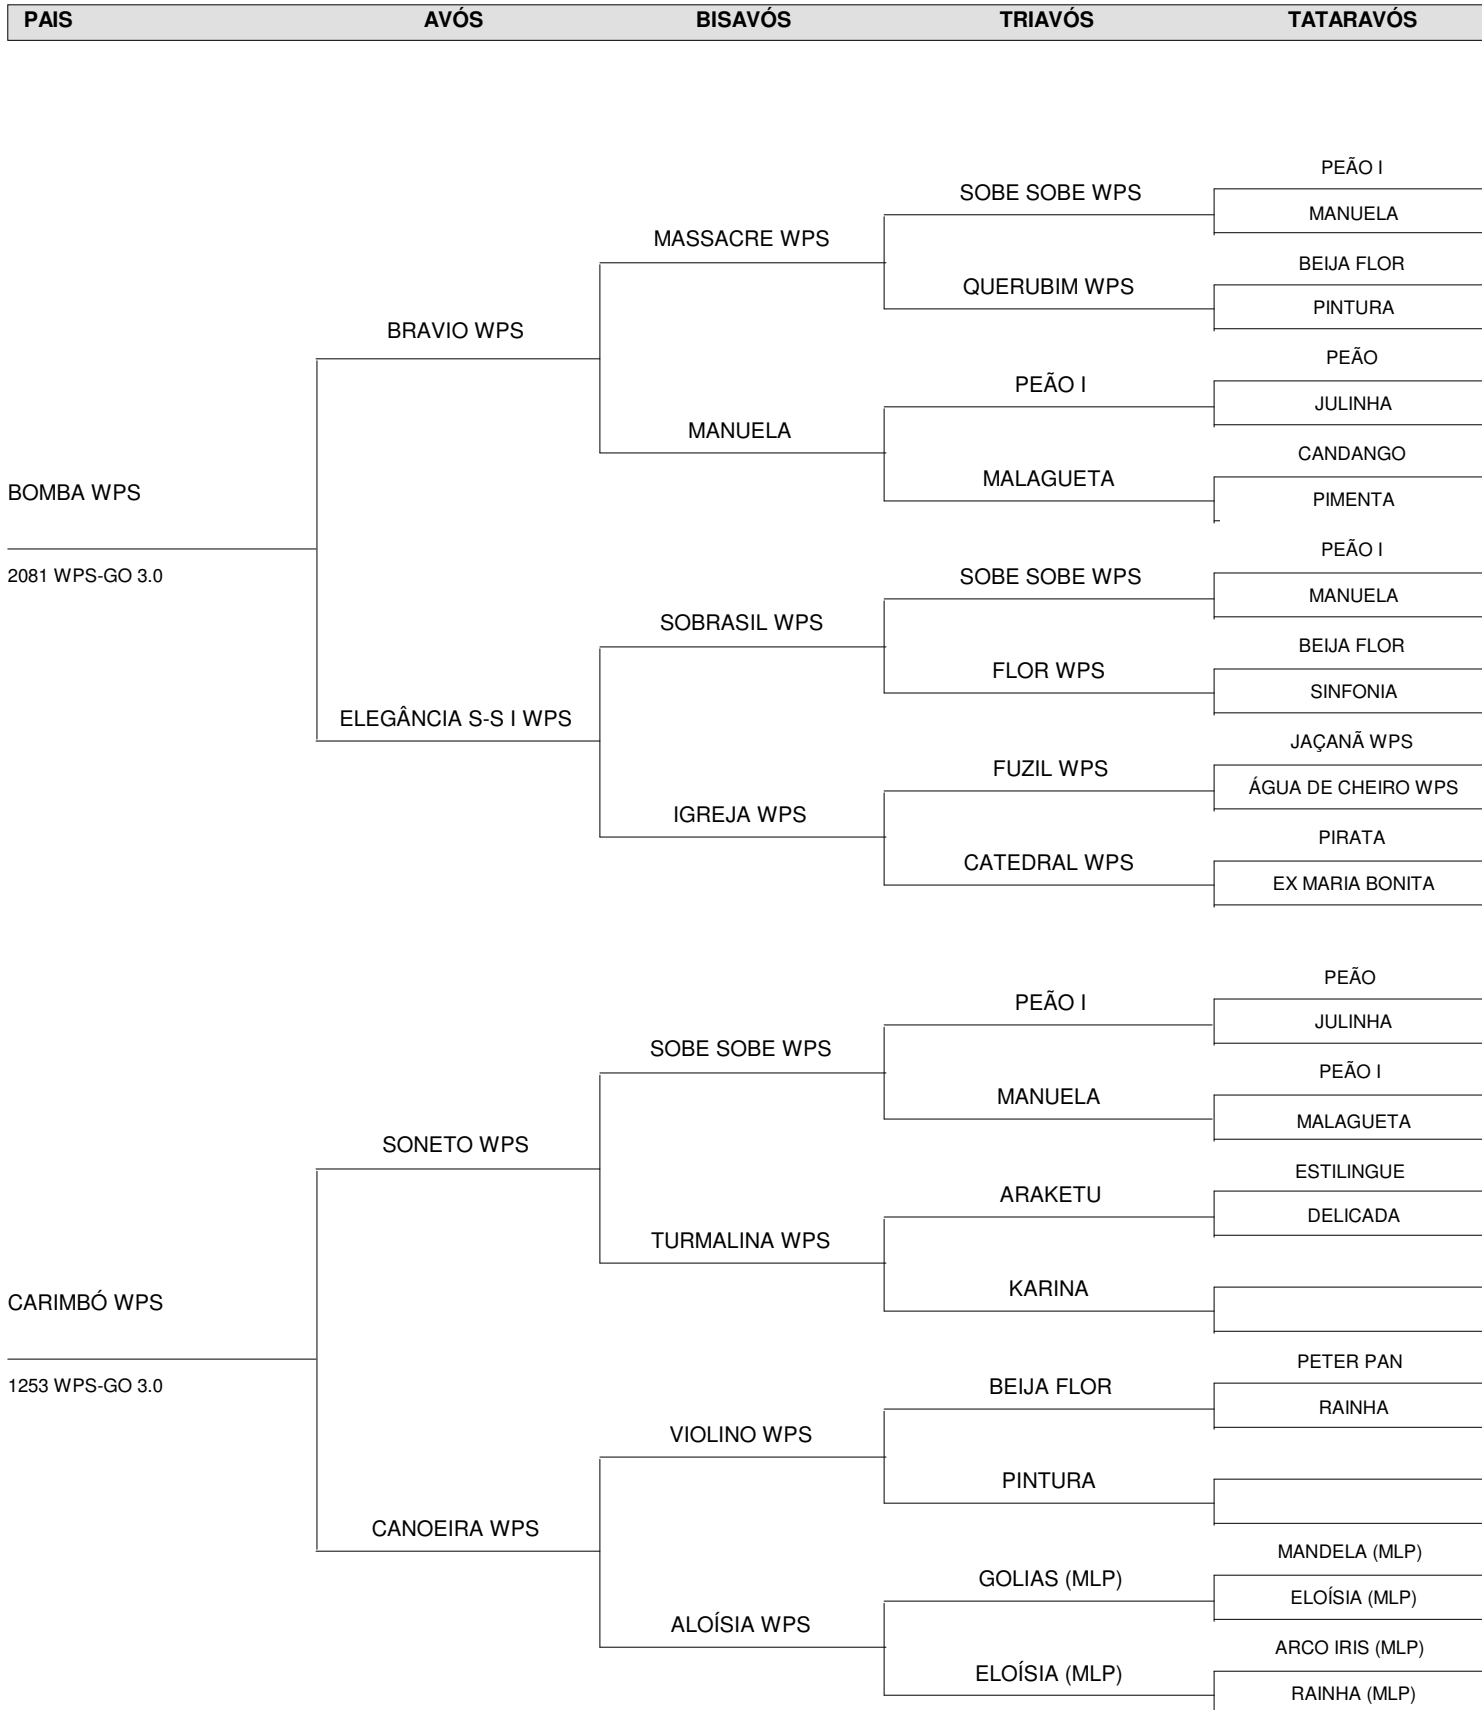 PAIS AVÓS BISAVÓS TRIAVÓS TATARAVÓS
PEÃO I
SOBE SOBE WPS
MANUELA
MASSACRE WPS
BEIJA FLOR
QUERUBIM WPS
PINTURA
BRAVIO WPS
PEÃO
PEÃO I
JULINHA
MANUELA
CANDANGO
MALAGUETA
BOMBA WPS
PIMENTA
PEÃO I
2081 WPS-GO 3.0
SOBE SOBE WPS
MANUELA
SOBRASIL WPS
BEIJA FLOR
FLOR WPS
SINFONIA
ELEGÂNCIA S-S I WPS
JAÇANÃ WPS
FUZIL WPS
ÁGUA DE CHEIRO WPS
IGREJA WPS
PIRATA
CATEDRAL WPS
EX MARIA BONITA
PEÃO
PEÃO I
JULINHA
SOBE SOBE WPS
PEÃO I
MANUELA
MALAGUETA
SONETO WPS
ESTILINGUE
ARAKETU
DELICADA
TURMALINA WPS
KARINA
CARIMBÓ WPS
PETER PAN
1253 WPS-GO 3.0
BEIJA FLOR
RAINHA
VIOLINO WPS
PINTURA
CANOEIRA WPS
MANDELA (MLP)
GOLIAS (MLP)
ELOÍSIA (MLP)
ALOÍSIA WPS
ARCO IRIS (MLP)
ELOÍSIA (MLP)
RAINHA (MLP)